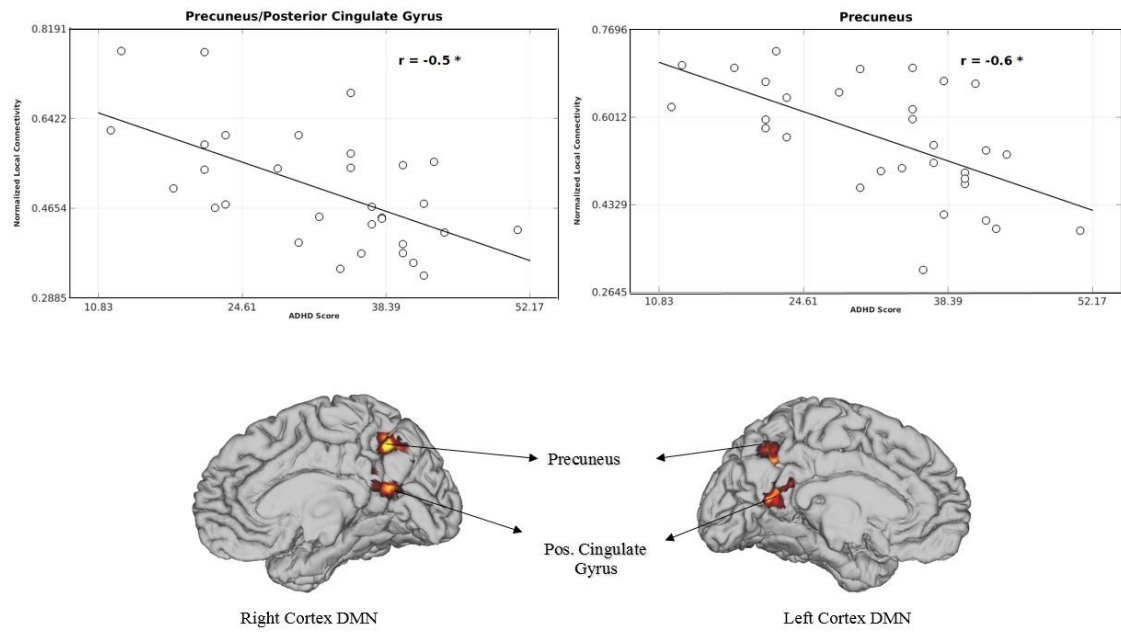 Precuneus/Posterior Cingulate Gyrus
0.8191
0.6422
0.4654
0.2885
Normalized Local Connectivity
r = -0.5 *
10.83 24.61 38.39 52.17
ADHD Score
Precuneus
0.7696
0.6012
0.4329
0.2645
Normalized Local Connectivity
r = -0.6 *
10.83 24.61 38.39 52.17
ADHD Score
Precuneus
Pos. Cingulate
Gyrus
Right Cortex DMN
Left Cortex DMN